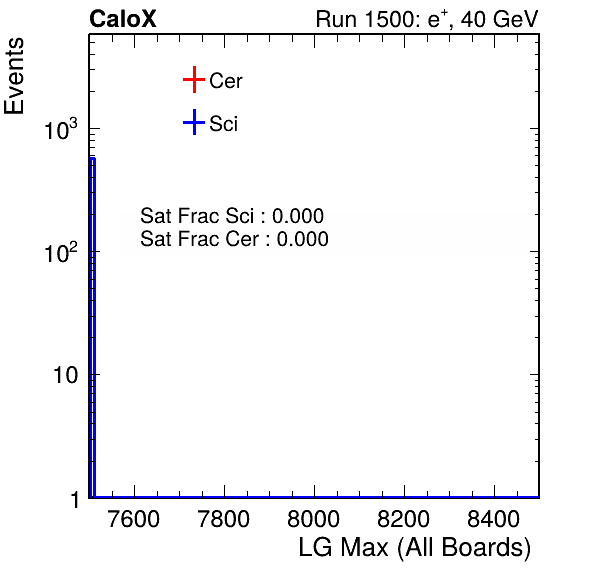 CaloX
Run 1500: e+, 40 GeV
Events
Cer
Sci
Sat Frac Sci : 0.000
Sat Frac Cer : 0.000
10³
10²
10
1
7600 7800 8000 8200 8400
LG Max (All Boards)